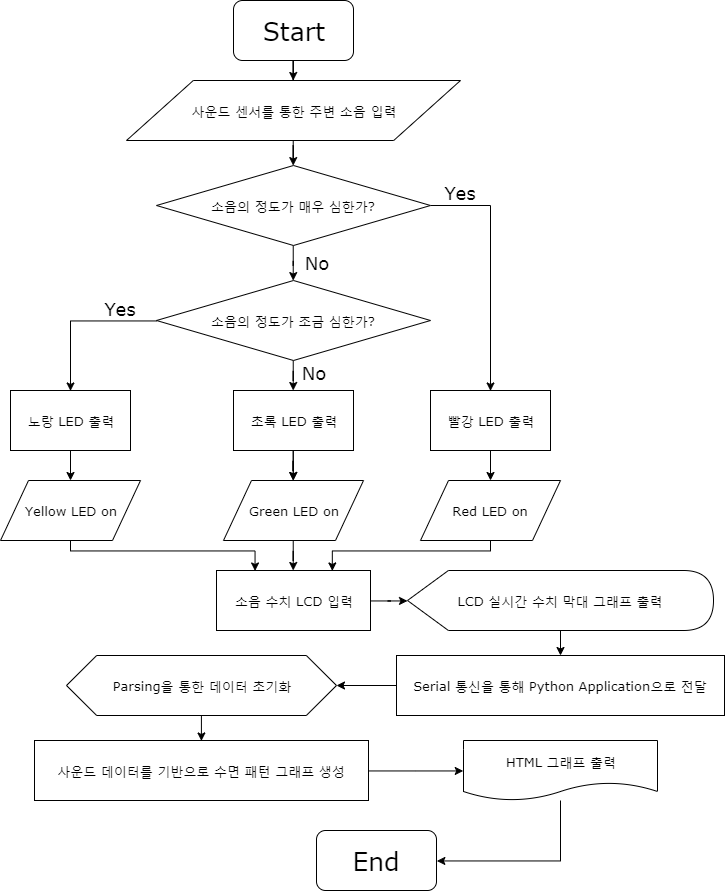 Start
사운드 센서를 통한 주변 소음 입력
소음의 정도가 매우 심한가?
Yes
No
소음의 정도가 조금 심한가?
Yes
No
노랑 LED 출력
초록 LED 출력
빨강 LED 출력
Yellow LED on
Green LED on
Red LED on
소음 수치 LCD 입력
LCD 실시간 수치 막대 그래프 출력
Serial 통신을 통해 Python Application으로 전달
Parsing을 통한 데이터 초기화
사운드 데이터를 기반으로 수면 패턴 그래프 생성
HTML 그래프 출력
End